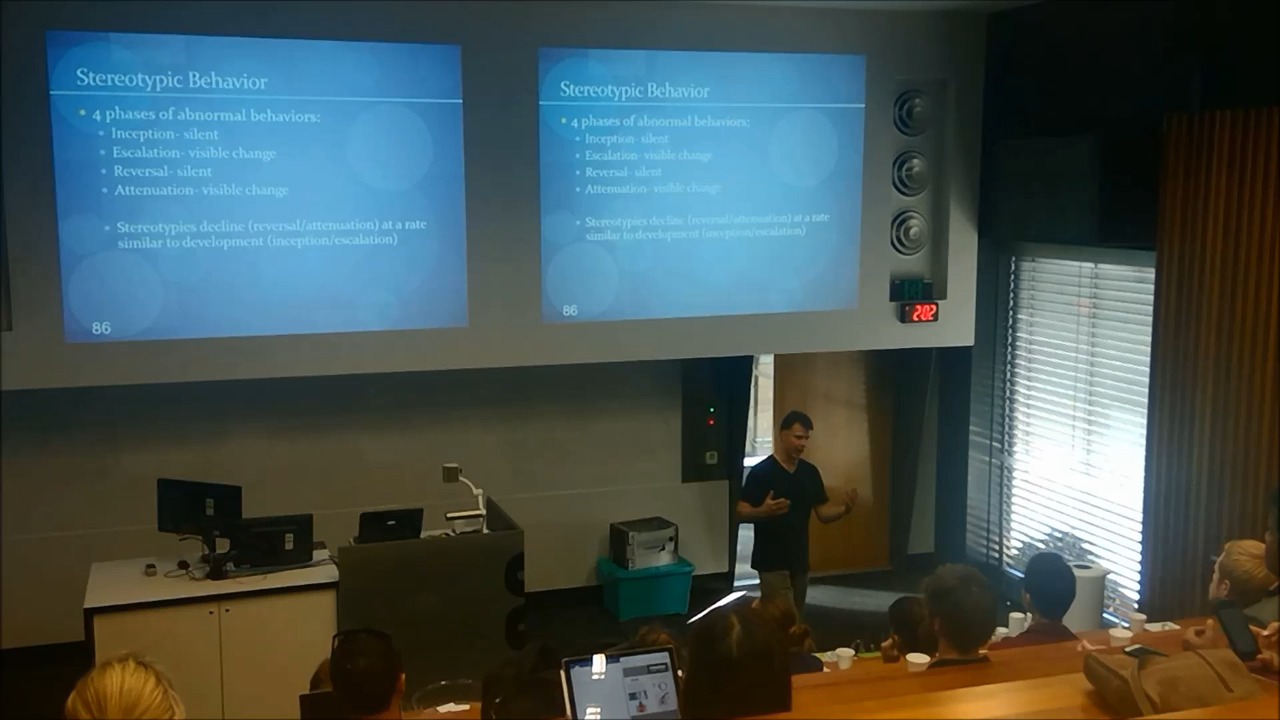 Stereotypic Behavior
4 phases of abnormal behaviors:
Inception- silent
Escalation- visible change
Reversal- silent
Attenuation- visible change
Stereotypies decline (reversal/attenuation) at a rate
similar to development (inception/escalation)
86
Stereotypic Behavior
4 phases of abnormal behaviors:
Inception- silent
Escalation- visible change
Reversal- silent
Attenuation- visible change
Stereotypies decline (reversal/attenuation) at a rate
similar to development (inception/escalation)
86
2:02